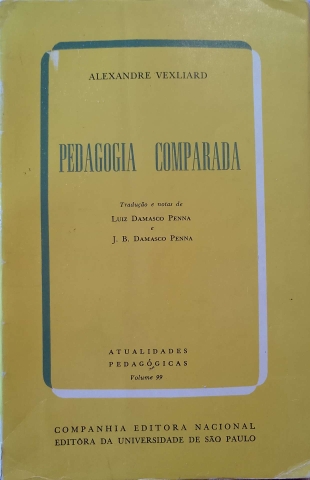 ALEXANDRE VEXLIARD
PEDAGOGIA COMPARADA
Tradução e notas de
LUIZ DAMASCO PENNA
e
J. B. DAMASCO PENNA
ATUALIDADES
PEDAGÓGICAS
Volume 99
COMPANHIA EDITORA NACIONAL
EDITÔRA DA UNIVERSIDADE DE SÃO PAULO